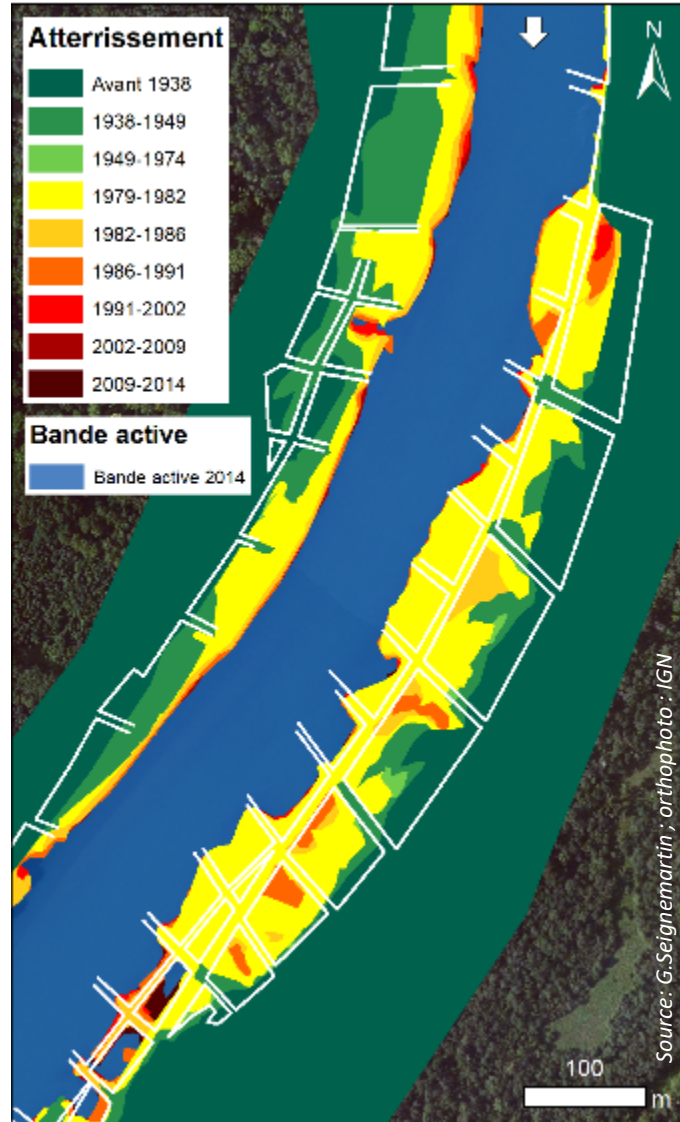 Atterrissement
Avant 1938
1938-1949
1949-1974
1979-1982
1982-1986
1986-1991
1991-2002
2002-2009
2009-2014
Bande active
Bande active 2014
N
Source: G.Seignemartin ; orthophoto : IGN
100
m